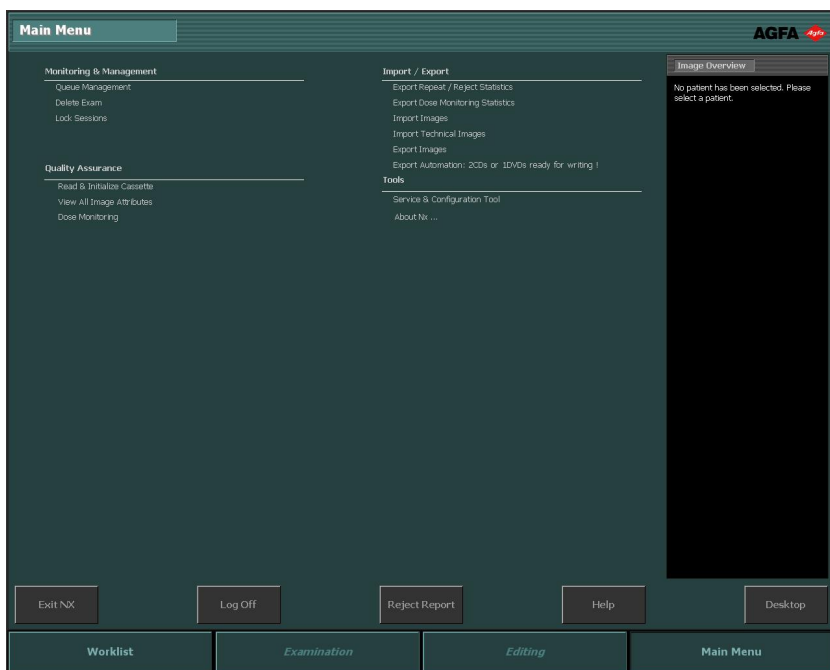 Main Menu
AGFA
Agfa
Monitoring & Management
Queue Management
Delete Exam
Lock Sessions
Quality Assurance
Read & Initialize Cassette
View All Image Attributes
Dose Monitoring
Import / Export
Export Repeat / Reject Statistics
Export Dose Monitoring Statistics
Import Images
Import Technical Images
Export Images
Export Automation: 2CDs or 1DVDs ready for writing !
Tools
Service & Configuration Tool
About Nx ...
Image Overview
No patient has been selected. Please
select a patient.
Exit NX
Log Off
Reject Report
Help
Desktop
Worklist
Examination
Editing
Main Menu